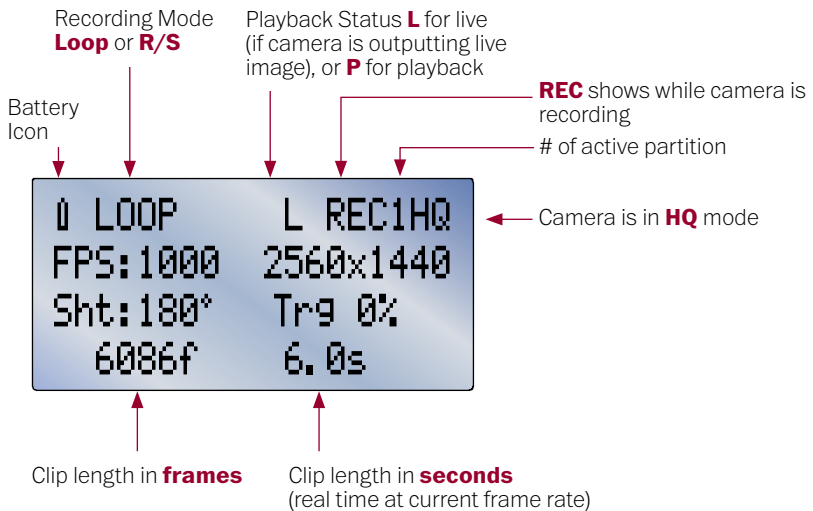 Recording Mode
Loop or R/S
Playback Status L for live
(if camera is outputting live
image), or P for playback
REC shows while camera is
recording
Battery
Icon
# of active partition
LOOP L REC1HQ
Camera is in HQ mode
FPS:1000 2560x1440
Sht:180° Trg 0%
6086f 6.0s
Clip length in frames
Clip length in seconds
(real time at current frame rate)